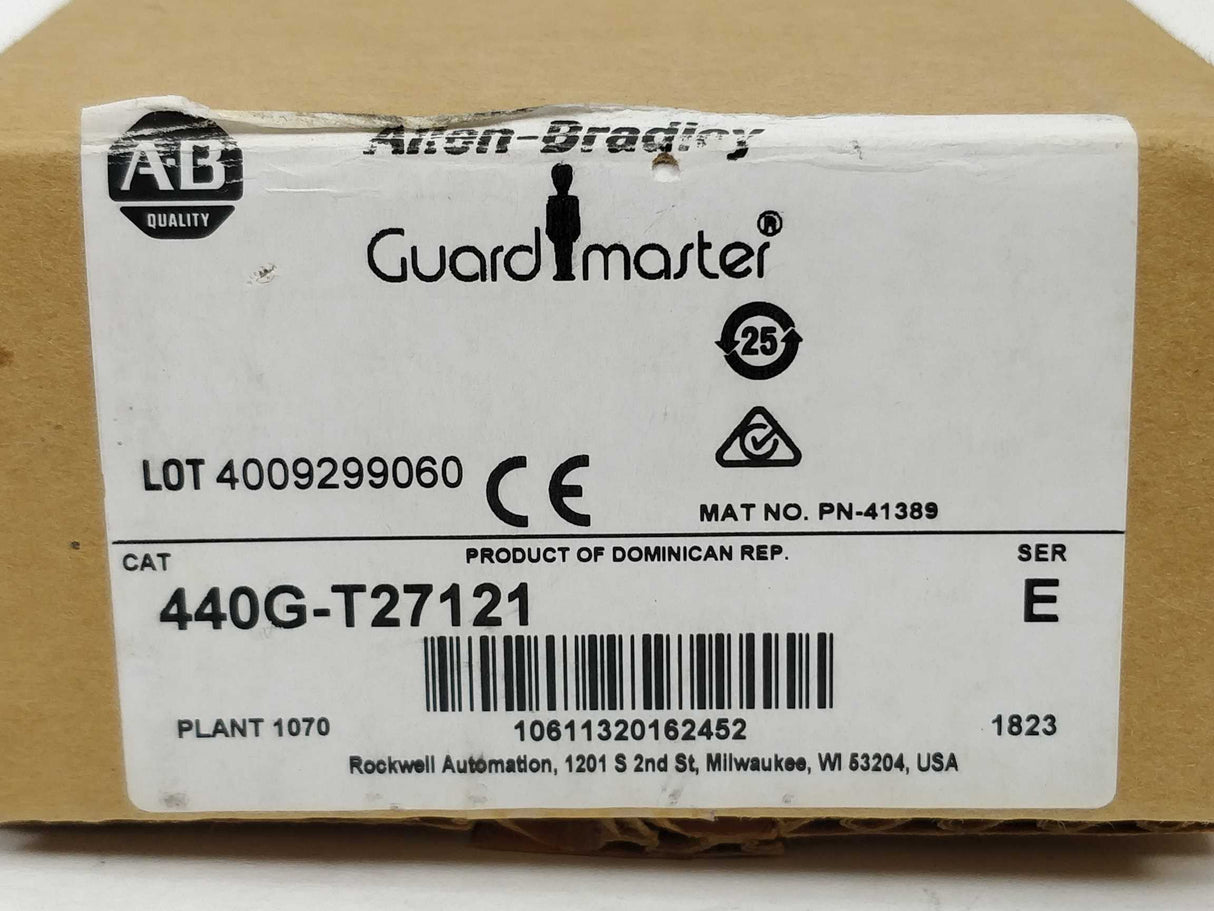 AB
QUALITY
Allen-Bradley
Guardmaster®
25
LOT 4009299060 CE
MAT NO. PN-41389
CAT
PRODUCT OF DOMINICAN REP.
SER
440G-T27121
E
PLANT 1070
10611320162452
1823
Rockwell Automation, 1201 S 2nd St, Milwaukee, WI 53204, USA